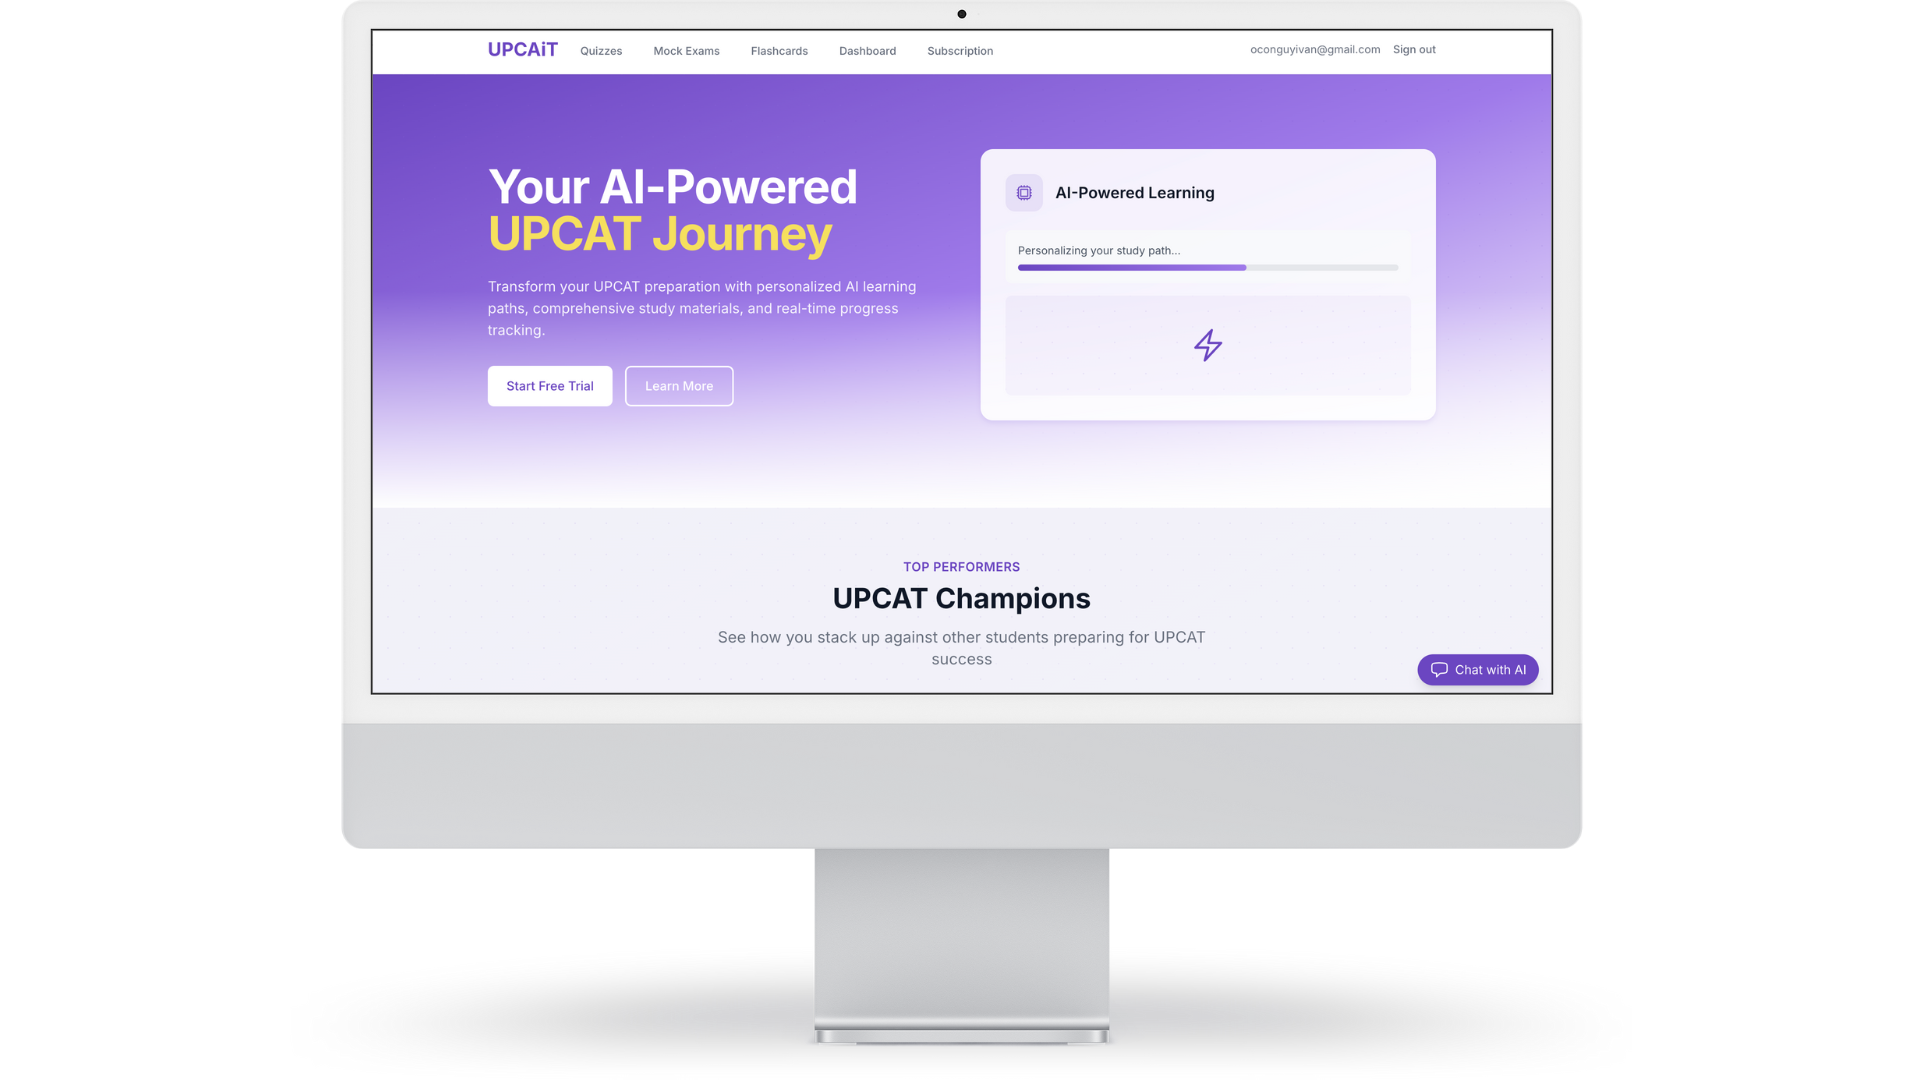 UPCAiT Quizzes Mock Exams Flashcards Dashboard Subscription oconguyivan@gmail.com Sign out
Your AI-Powered
UPCAT Journey
Transform your UPCAT preparation with personalized AI learning
paths, comprehensive study materials, and real-time progress
tracking.
Start Free Trial Learn More
AI-Powered Learning
Personalizing your study path...
TOP PERFORMERS
UPCAT Champions
See how you stack up against other students preparing for UPCAT
success
Chat with AI